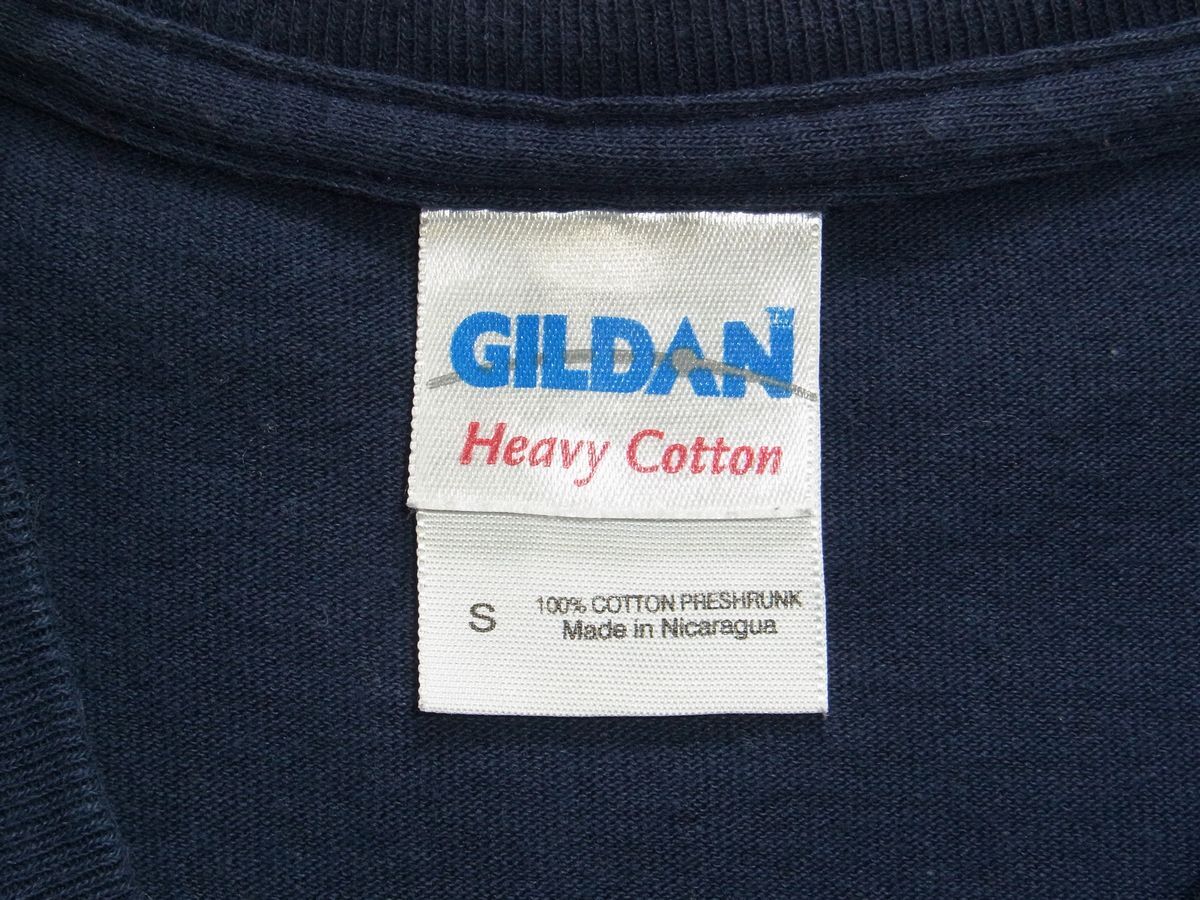 GILDAN™
Heavy Cotton
S 100% COTTON PRESHRUNK
Made in Nicaragua